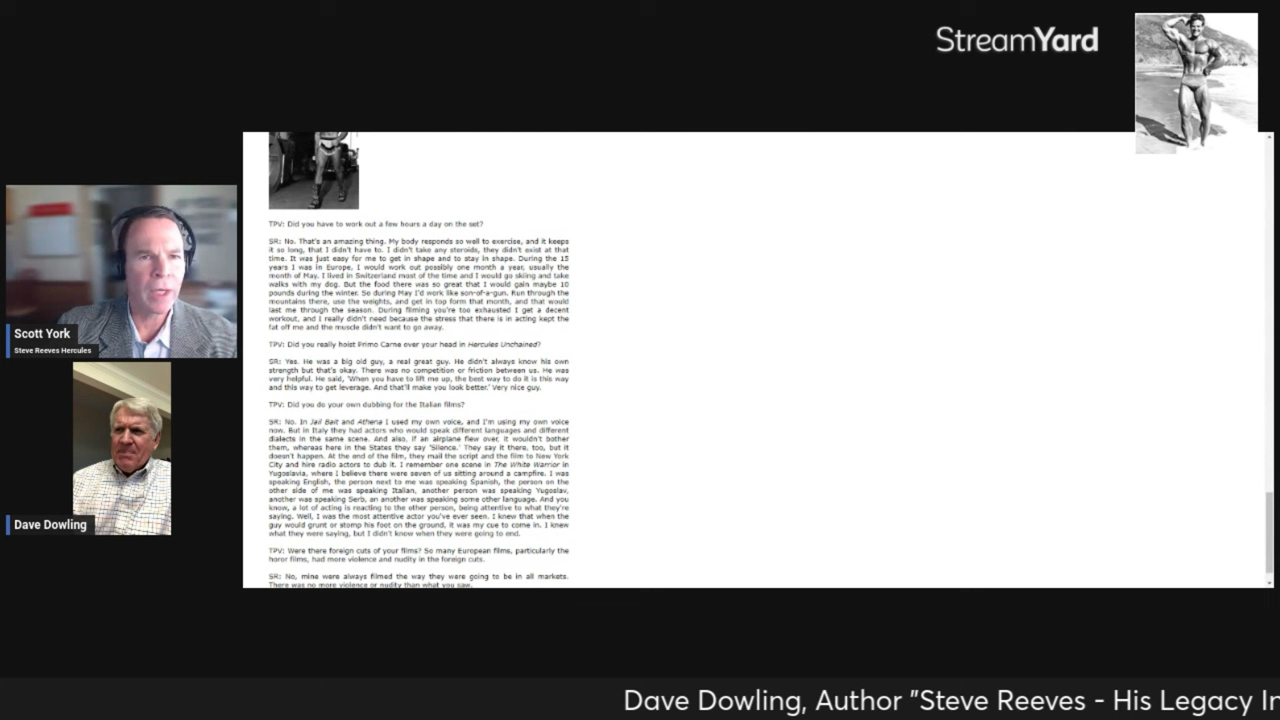 StreamYard
TPV: Did you have to work out a few hours a day on the set?
SR: No. That's an amazing thing. My body responds so well to exercise, and it keeps
it so long, that I didn't have to. I didn't take any steroids, they didn't exist at that
time. It was just easy for me to get in shape and to stay in shape. During the 15
years I was in Europe, I would work out possibly one month a year, usually the
month of May. I lived in Switzerland most of the time and I would go skiing and take
walks with my dog. But the food there was so great that I would gain maybe 10
pounds during the winter. So during May I'd work like son-of-a-gun. Run through the
mountains there, use the weights, and get in top form that month, and that would
last me through the season. During filming you're too exhausted I get a decent
workout, and I really didn't need because the stress that there is in acting kept the
fat off me and the muscle didn't want to go away.
TPV: Did you really hoist Primo Carne over your head in Hercules Unchained?
SR: Yes. He was a big old guy, a real great guy. He didn't always know his own
strength but that's okay. There was no competition or friction between us. He was
very helpful. He said, 'When you have to lift me up, the best way to do it is this way
and this way to get leverage. And that'll make you look better.' Very nice guy.
TPV: Did you do your own dubbing for the Italian films?
SR: No. In Jail Bait and Athena I used my own voice, and I'm using my own voice
now. But in Italy they had actors who would speak different languages and different
dialects in the same scene. And also, if an airplane flew over, it wouldn't bother
them, whereas here in the States they say 'Silence.' They say it there, too, but it
doesn't happen. At the end of the film, they mail the script and the film to New York
City and hire radio actors to dub it. I remember one scene in The White Warrior in
Yugoslavia, where I believe there were seven of us sitting around a campfire. I was
speaking English, the person next to me was speaking Spanish, the person on the
other side of me was speaking Italian, another person was speaking Yugoslav,
another was speaking Serb, an another was speaking some other language. And you
know, a lot of acting is reacting to the other person, being attentive to what they're
saying. Well, I was the most attentive actor you've ever seen. I knew that when the
guy would grunt or stomp his foot on the ground, it was my cue to come in. I knew
what they were saying, but I didn't know when they were going to end.
TPV: Were there foreign cuts of your films? So many European films, particularly the
horor films, had more violence and nudity in the foreign cuts.
SR: No, mine were always filmed the way they were going to be in all markets.
There was no more violence or nudity than what you saw.
Scott York
Steve Reeves Hercules
Dave Dowling
Dave Dowling, Author "Steve Reeves - His Legacy In